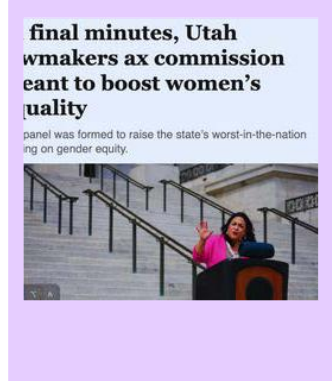 final minutes, Utah
wmakers ax commission
eant to boost women's
uality
panel was formed to raise the state's worst-in-the-nation
ing on gender equity.